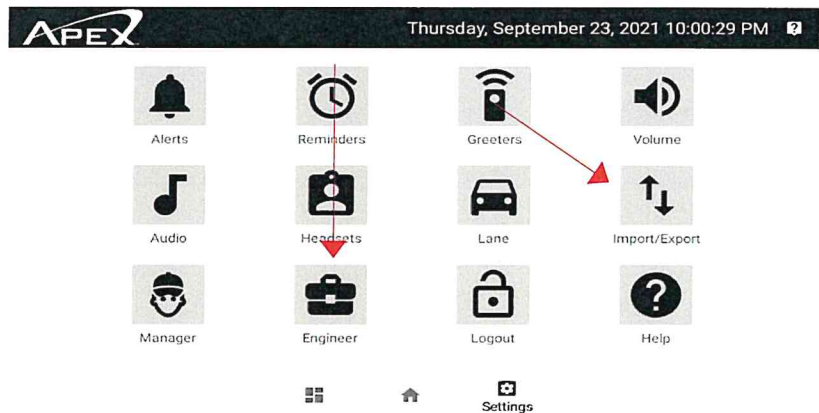 APEX
Thursday, September 23, 2021 10:00:29 PM ?
Alerts Reminders Greeters Volume
Audio Headsets Lane Import/Export
Manager Engineer Logout Help
Settings